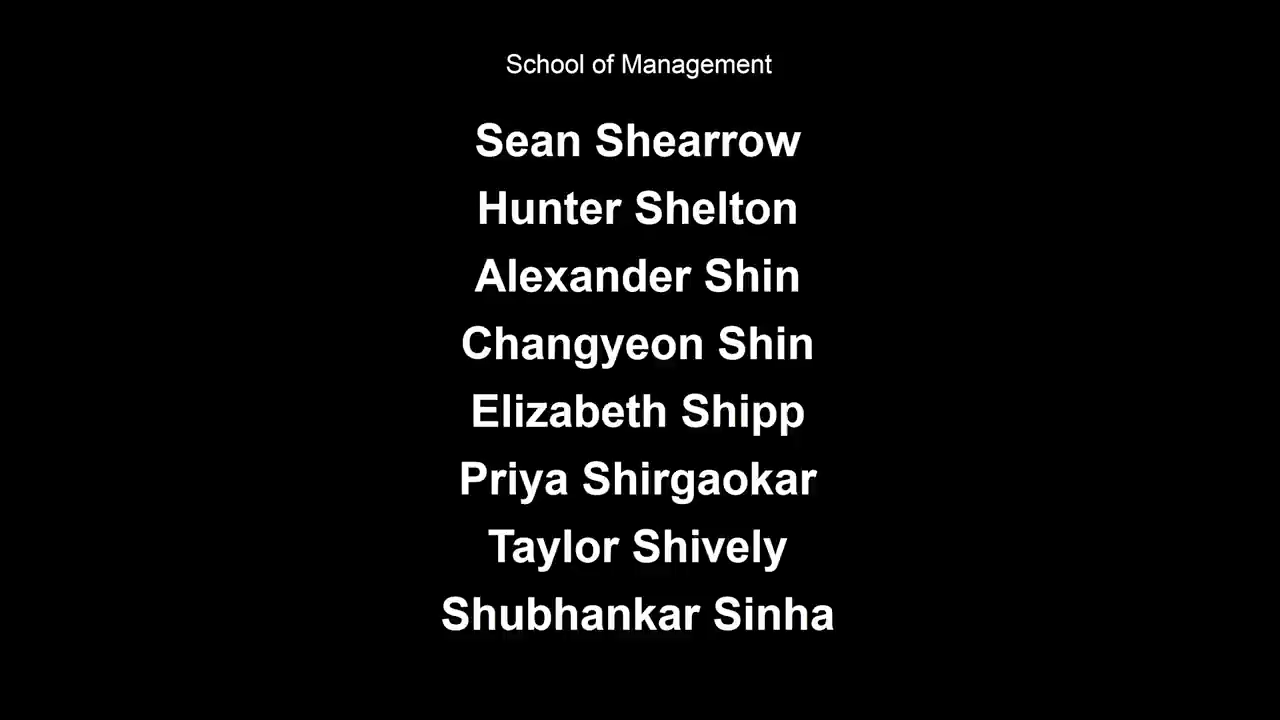 School of Management
Sean Shearrow
Hunter Shelton
Alexander Shin
Changyeon Shin
Elizabeth Shipp
Priya Shirgaokar
Taylor Shively
Shubhankar Sinha